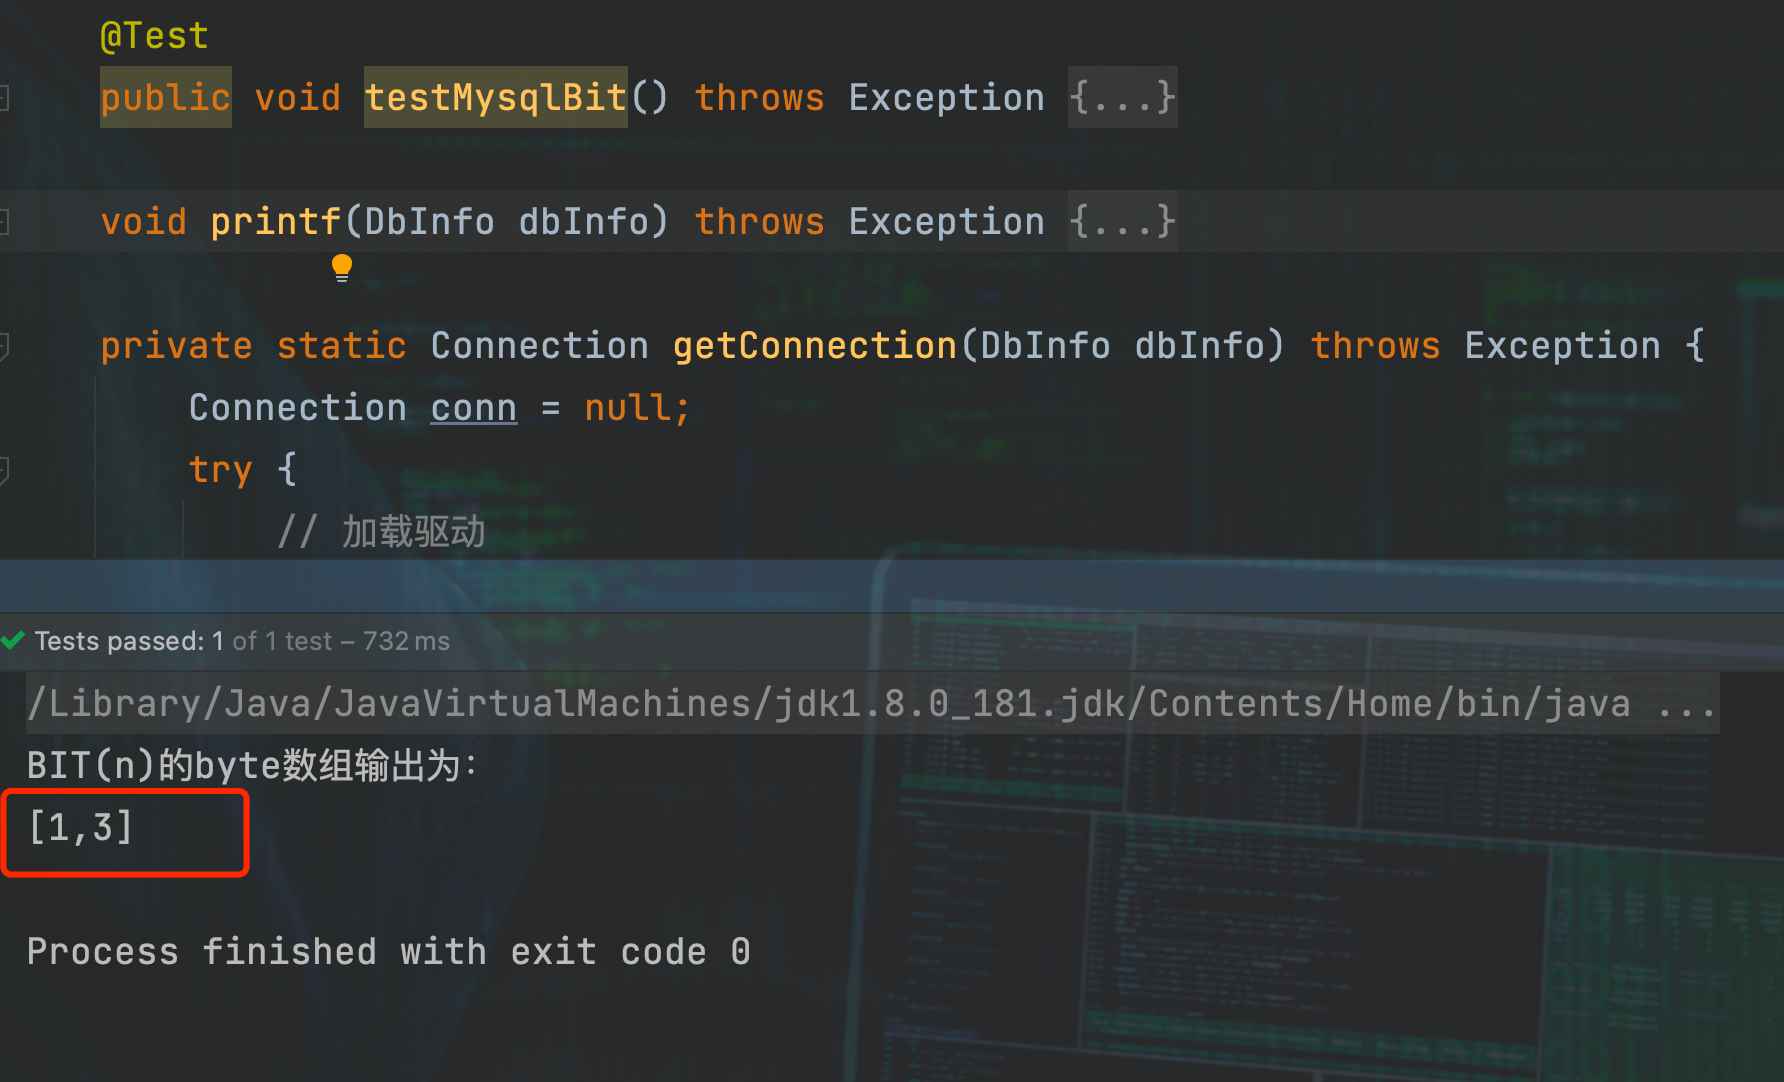 @Test
public void testMysqlBit() throws Exception {...}
void printf(DbInfo dbInfo) throws Exception {...}
private static Connection getConnection(DbInfo dbInfo) throws Exception {
Connection conn = null;
try {
// 加载驱动
Tests passed: 1 of 1 test – 732 ms
/Library/Java/JavaVirtualMachines/jdk1.8.0_181.jdk/Contents/Home/bin/java ...
BIT(n)的byte数组输出为：
[1,3]
Process finished with exit code 0